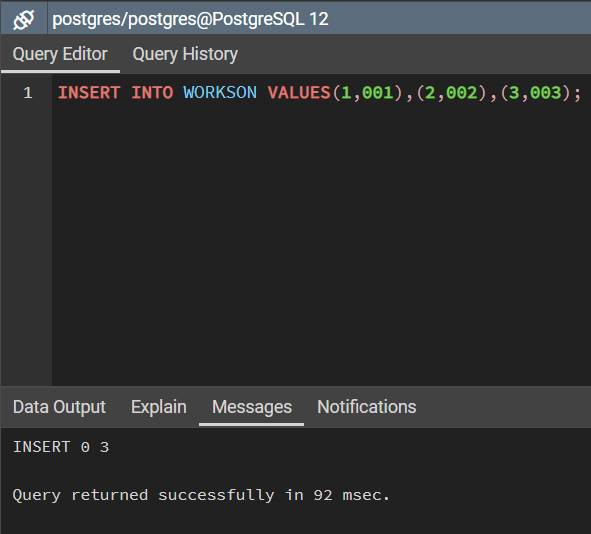 postgres/postgres@PostgreSQL 12
Query Editor Query History
1 INSERT INTO WORKSON VALUES(1,001),(2,002),(3,003);
Data Output Explain Messages Notifications
INSERT 0 3
Query returned successfully in 92 msec.